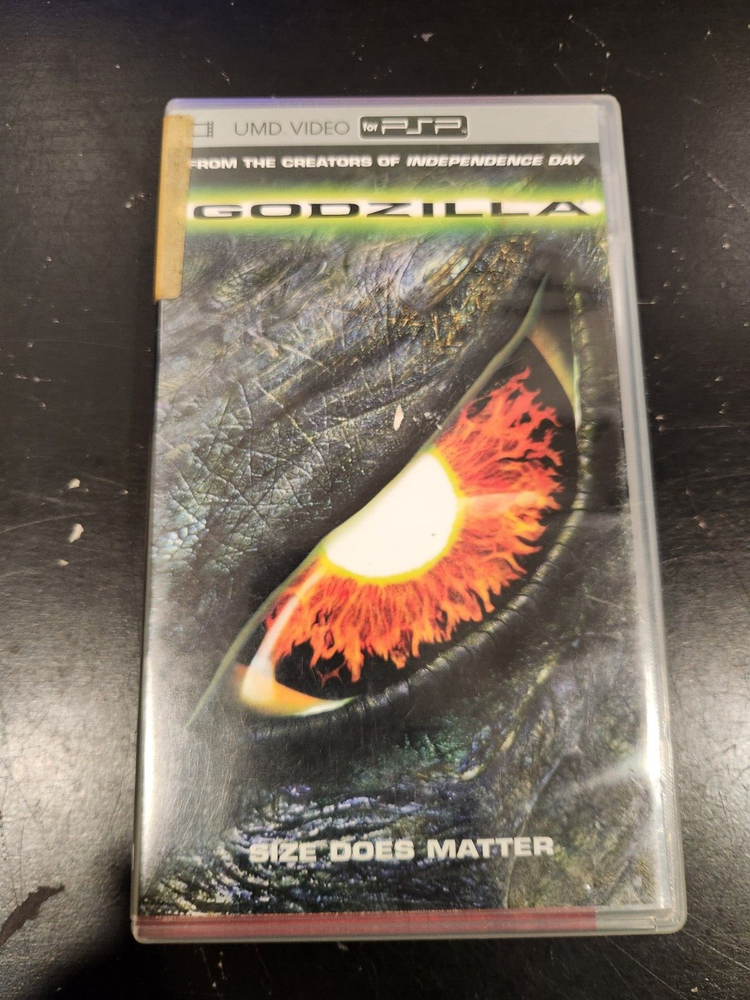 UMD VIDEO for PSP
FROM THE CREATORS OF INDEPENDENCE DAY
GODZILLA
SIZE DOES MATTER